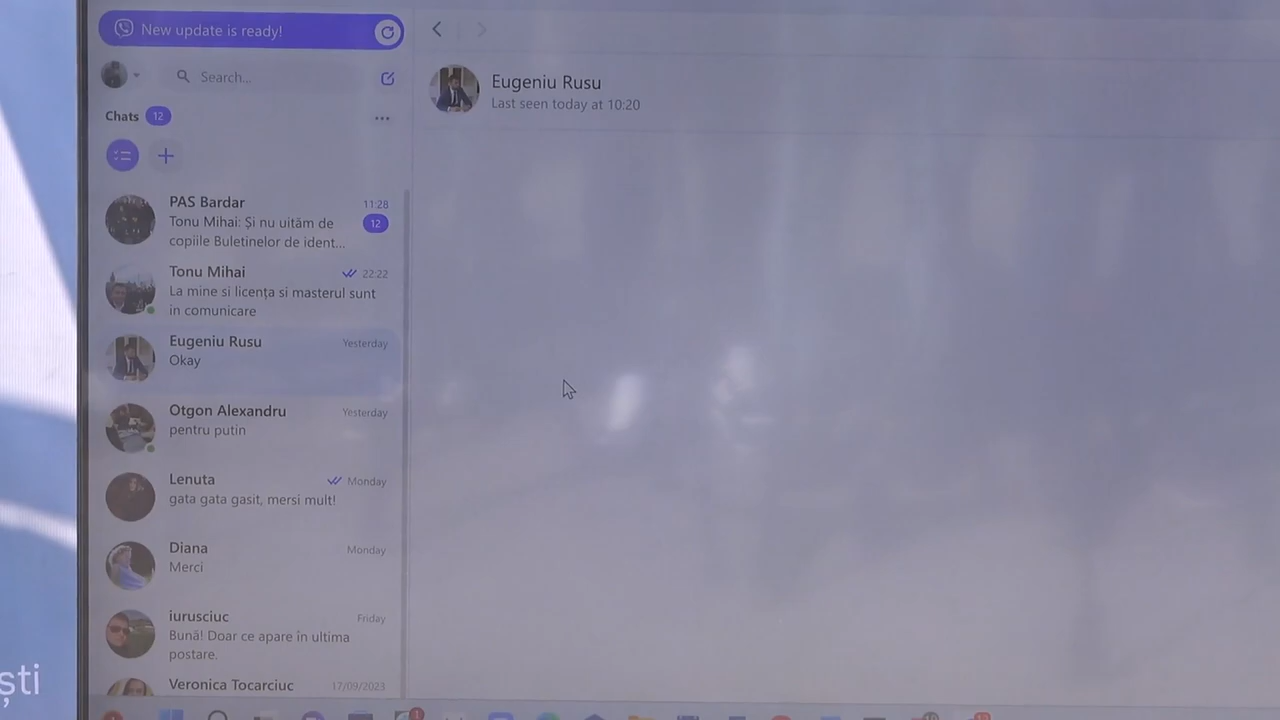 New update is ready!
Search...
Chats 12
Eugeniu Rusu
Last seen today at 10:20
PAS Bardar 11:28
Tonu Mihai: Și nu uităm de 12
copiile Buletinelor de ident...
Tonu Mihai 22:22
La mine si licența si masterul sunt
in comunicare
Eugeniu Rusu Yesterday
Okay
Otgon Alexandru Yesterday
pentru putin
Lenuta Monday
gata gata gasit, mersi mult!
Diana Monday
Merci
iurusciuc Friday
Bună! Doar ce apare în ultima
postare.
Veronica Tocarciuc 17/09/2023
ști